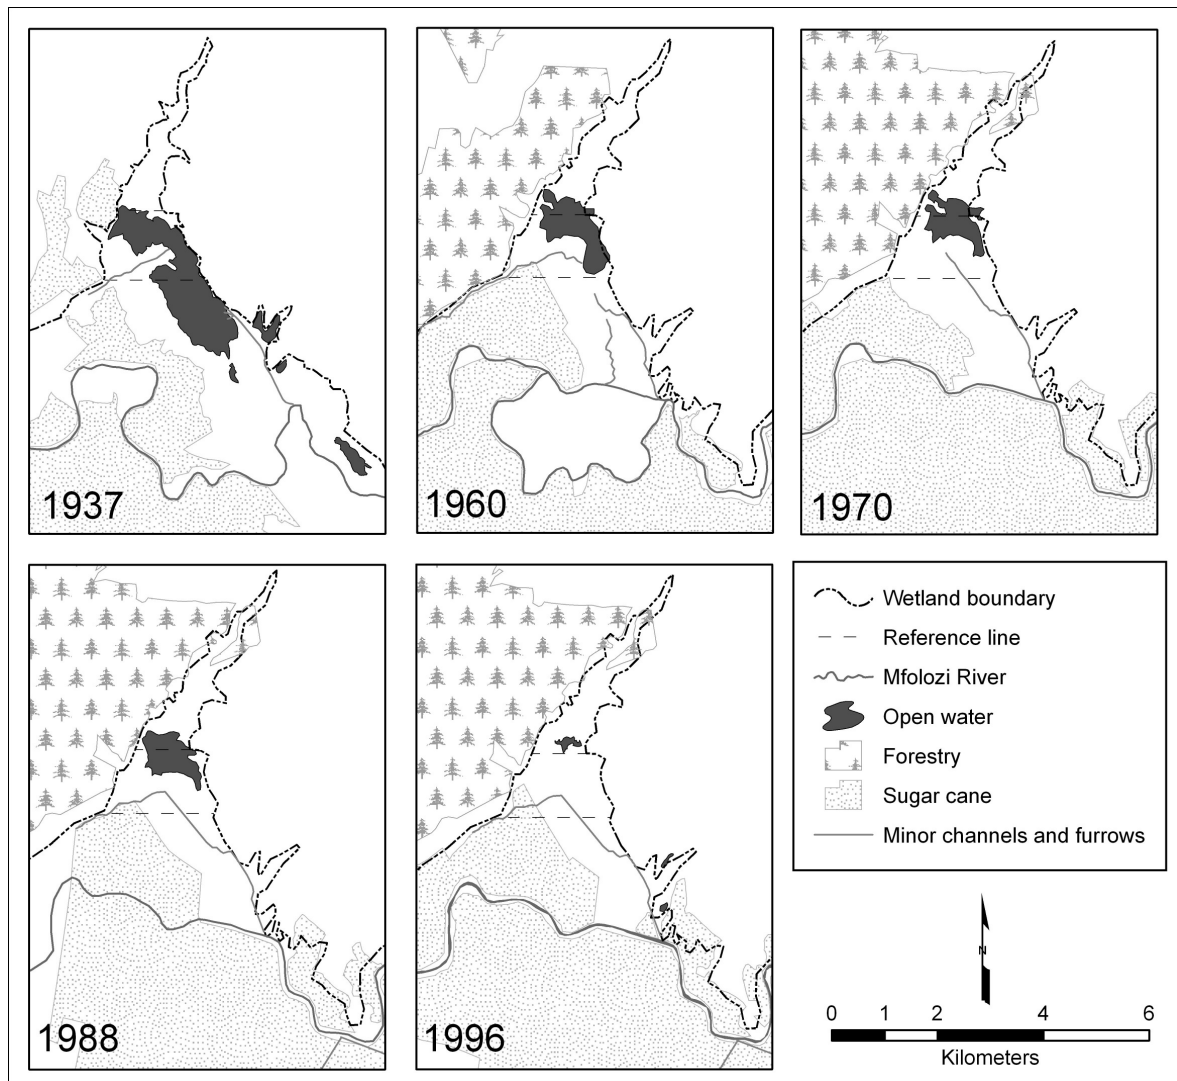 1937
1960
1970
1988
1996
Wetland boundary
Reference line
Mfolozi River
Open water
Forestry
Sugar cane
Minor channels and furrows
N
0 1 2 4 6
Kilometers